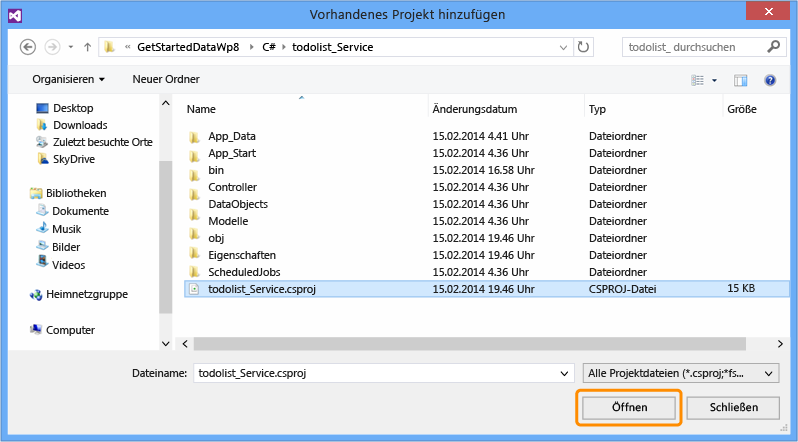 Vorhandenes Projekt hinzufügen
« GetStartedDataWp8 C# todolist_Service
todolist_ durchsuchen
Organisieren Neuer Ordner
Desktop
Downloads
Zuletzt besuchte Orte
SkyDrive
Bibliotheken
Dokumente
Musik
Bilder
Videos
Heimnetzgruppe
Computer
Name Änderungsdatum Typ Größe
App_Data 15.02.2014 4.41 Uhr Dateiordner
App_Start 15.02.2014 4.36 Uhr Dateiordner
bin 15.02.2014 16.58 Uhr Dateiordner
Controller 15.02.2014 4.36 Uhr Dateiordner
DataObjects 15.02.2014 4.36 Uhr Dateiordner
Modelle 15.02.2014 4.36 Uhr Dateiordner
obj 15.02.2014 19.46 Uhr Dateiordner
Eigenschaften 15.02.2014 19.46 Uhr Dateiordner
ScheduledJobs 15.02.2014 4.36 Uhr Dateiordner
todolist_Service.csproj 15.02.2014 19.46 Uhr CSPROJ-Datei 15 KB
Dateiname: todolist_Service.csproj Alle Projektdateien (*.csproj;*fs...
Öffnen Schließen